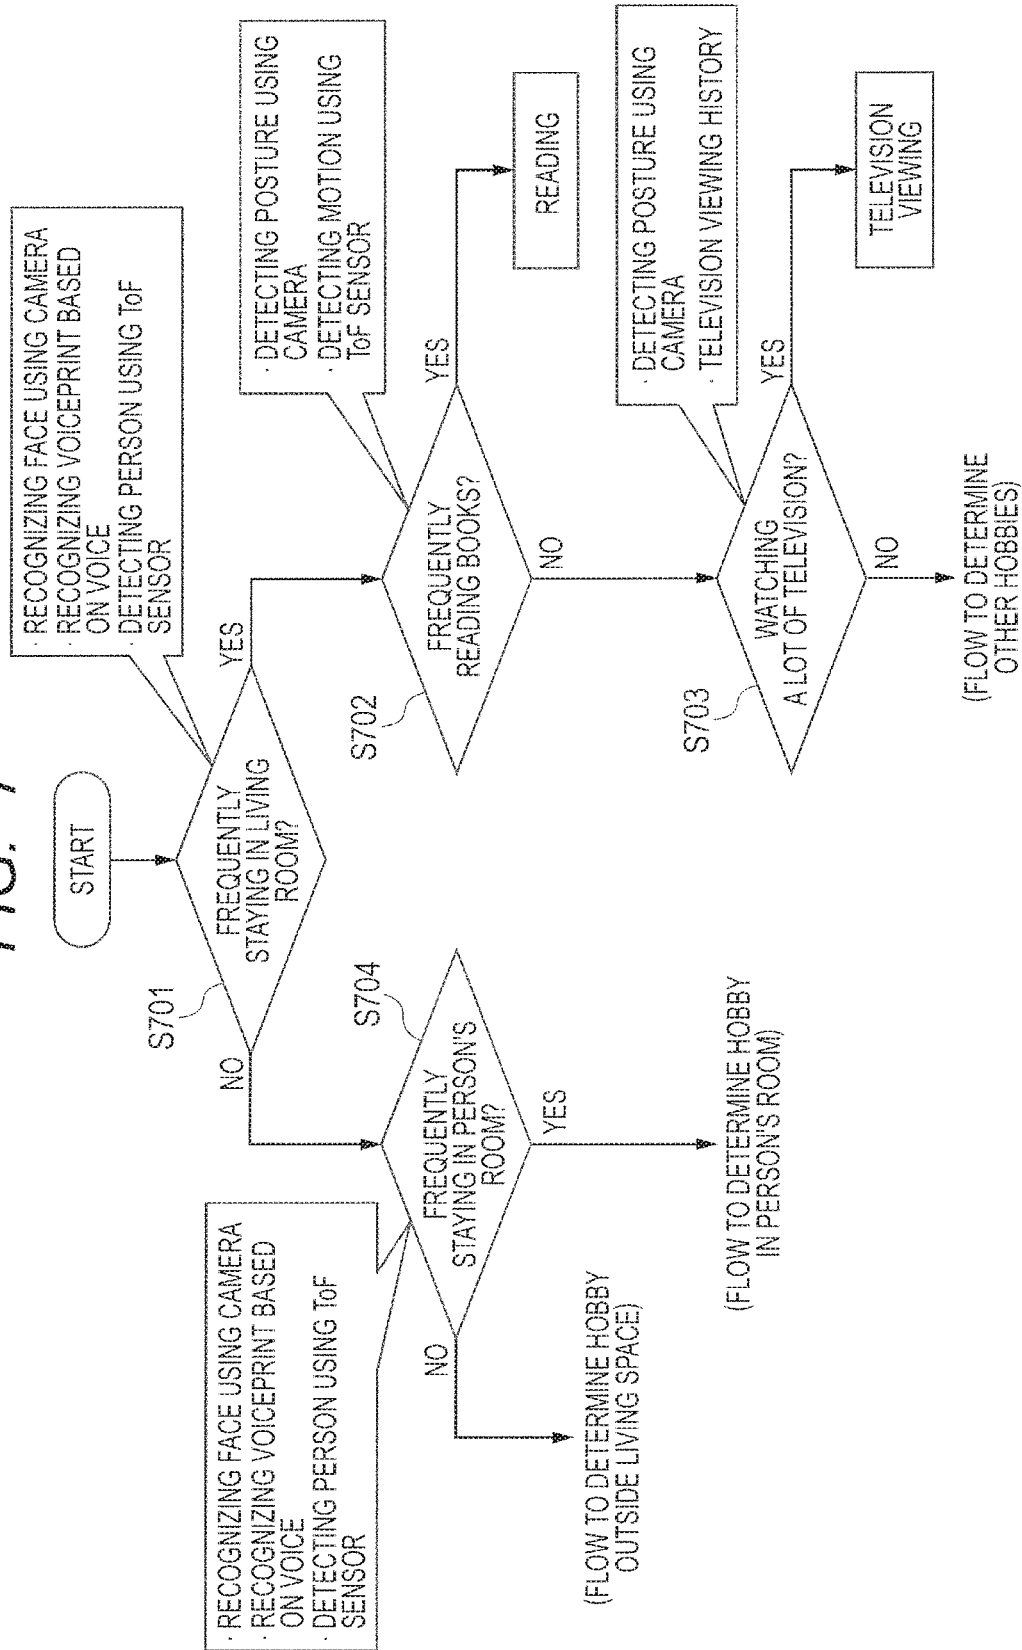 FIG. 7
START
S701
FREQUENTLY
STAYING IN LIVING
ROOM?
· RECOGNIZING FACE USING CAMERA
· RECOGNIZING VOICEPRINT BASED
ON VOICE
· DETECTING PERSON USING ToF
SENSOR
NO
YES
S704
FREQUENTLY
STAYING IN PERSON'S
ROOM?
· RECOGNIZING FACE USING CAMERA
· RECOGNIZING VOICEPRINT BASED
ON VOICE
· DETECTING PERSON USING ToF
SENSOR
NO
YES
(FLOW TO DETERMINE HOBBY
OUTSIDE LIVING SPACE)
(FLOW TO DETERMINE HOBBY
IN PERSON'S ROOM)
S702
FREQUENTLY
READING BOOKS?
· DETECTING POSTURE USING
CAMERA
· DETECTING MOTION USING
ToF SENSOR
YES
READING
NO
S703
WATCHING
A LOT OF TELEVISION?
· DETECTING POSTURE USING
CAMERA
· TELEVISION VIEWING HISTORY
YES
TELEVISION
VIEWING
NO
(FLOW TO DETERMINE
OTHER HOBBIES)